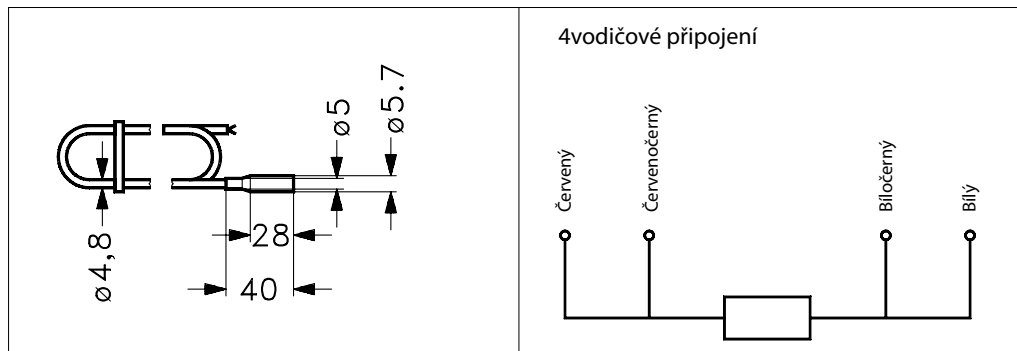 ø5
ø5.7
28
40
ø4,8
4vodičové připojení
Červený
Červenočerný
Bíločerný
Bílý